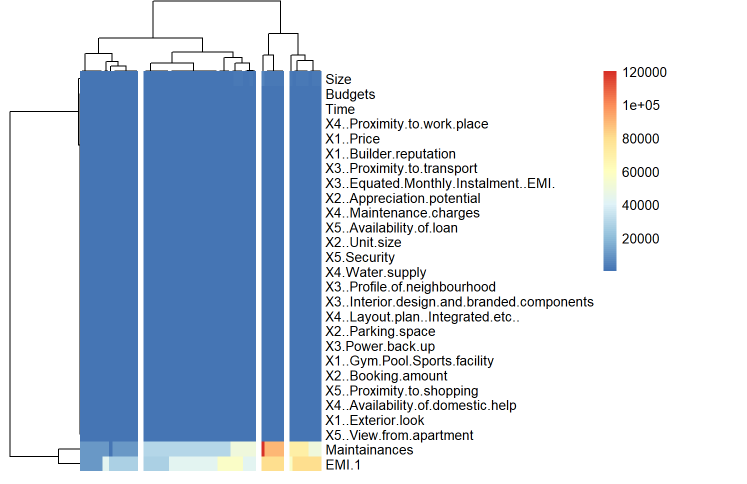 Size
Budgets
Time
X4..Proximity.to.work.place
X1..Price
X1..Builder.reputation
X3..Proximity.to.transport
X3..Equated.Monthly.Instalment..EMI.
X2..Appreciation.potential
X4..Maintenance.charges
X5..Availability.of.loan
X2..Unit.size
X5.Security
X4.Water.supply
X3..Profile.of.neighbourhood
X3..Interior.design.and.branded.components
X4..Layout.plan..Integrated.etc..
X2..Parking.space
X3.Power.back.up
X1..Gym.Pool.Sports.facility
X2..Booking.amount
X5..Proximity.to.shopping
X4..Availability.of.domestic.help
X1..Exterior.look
X5..View.from.apartment
Maintainances
EMI.1
120000
1e+05
80000
60000
40000
20000